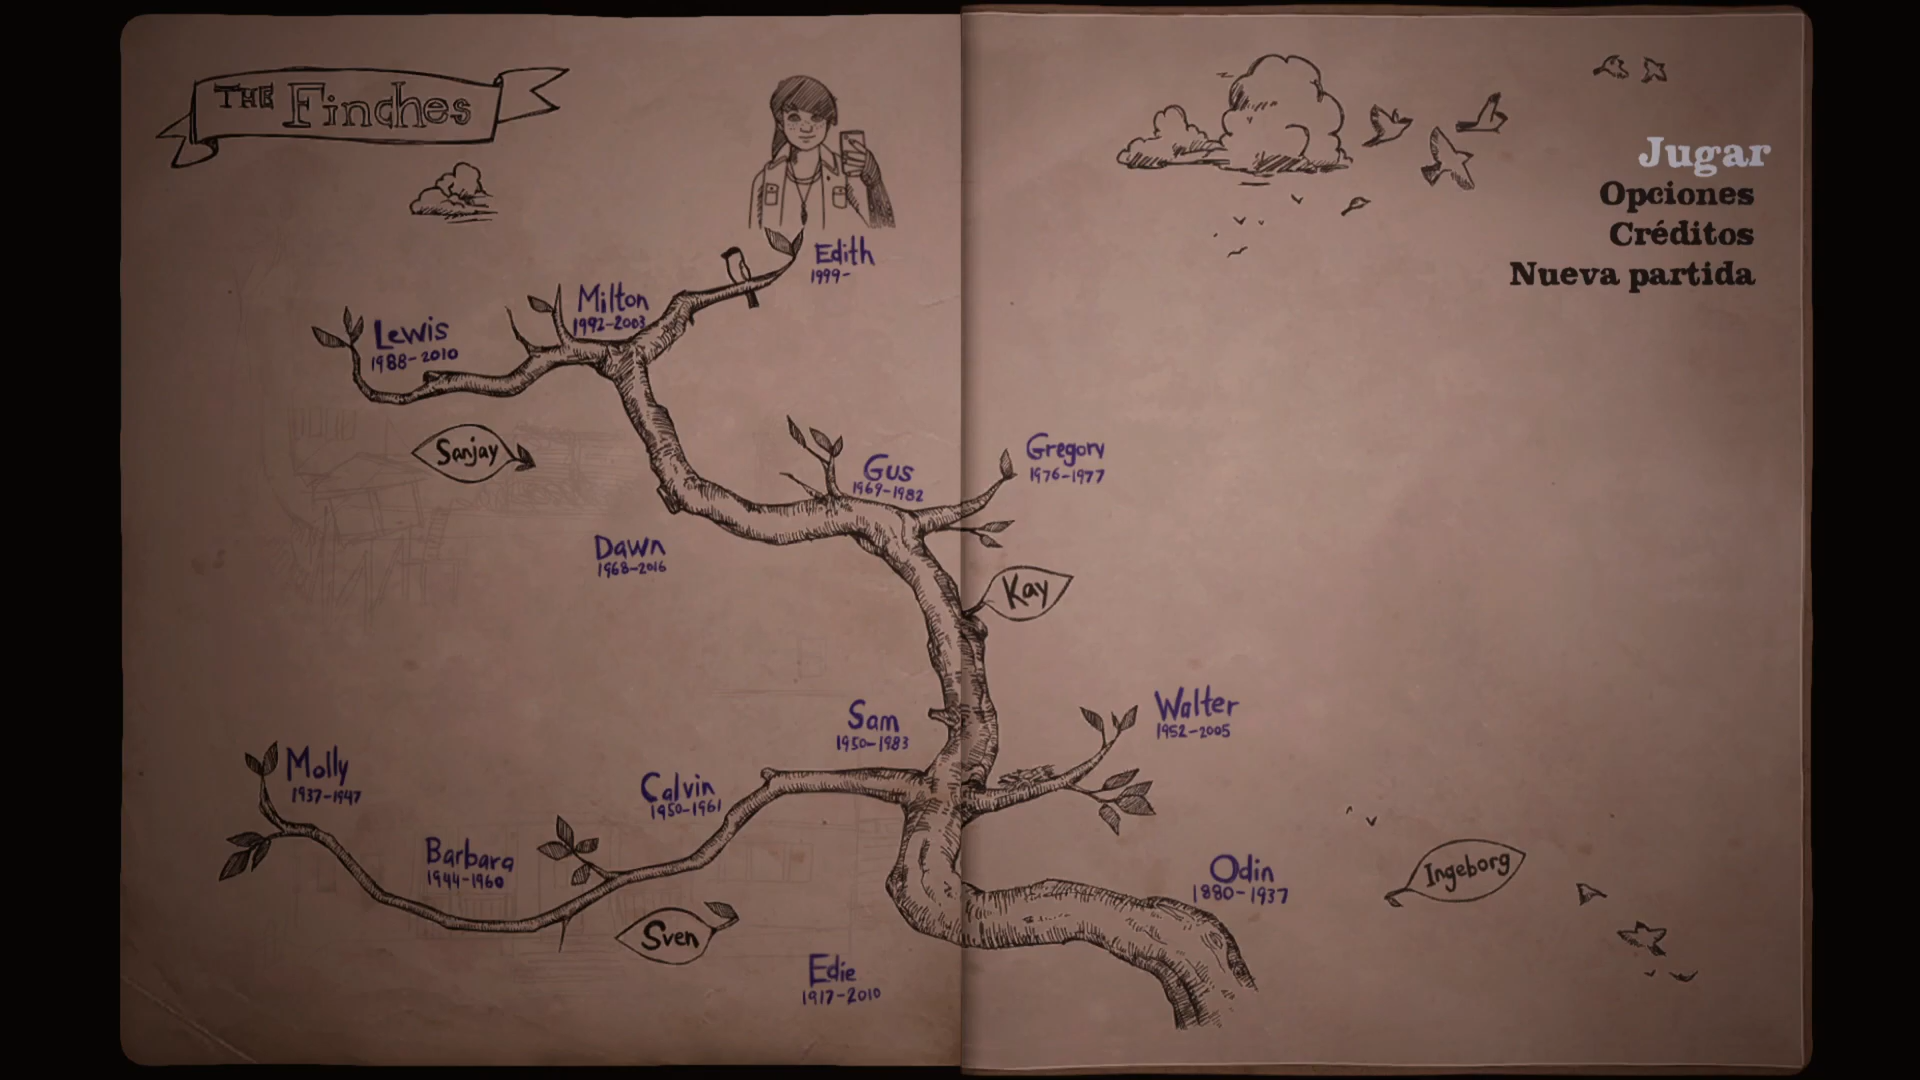 THE Finches
Jugar
Opciones
Créditos
Nueva partida
Edith
1999-
Milton
1992-2003
Lewis
1988-2010
Sanjay
Gus
1969-1982
Gregory
1976-1977
Dawn
1968-2016
Kay
Sam
1950-1983
Walter
1952-2005
Molly
1937-1947
Calvin
1950-1961
Barbara
1944-1960
Sven
Odin
1880-1937
Ingeborg
Edie
1917-2010